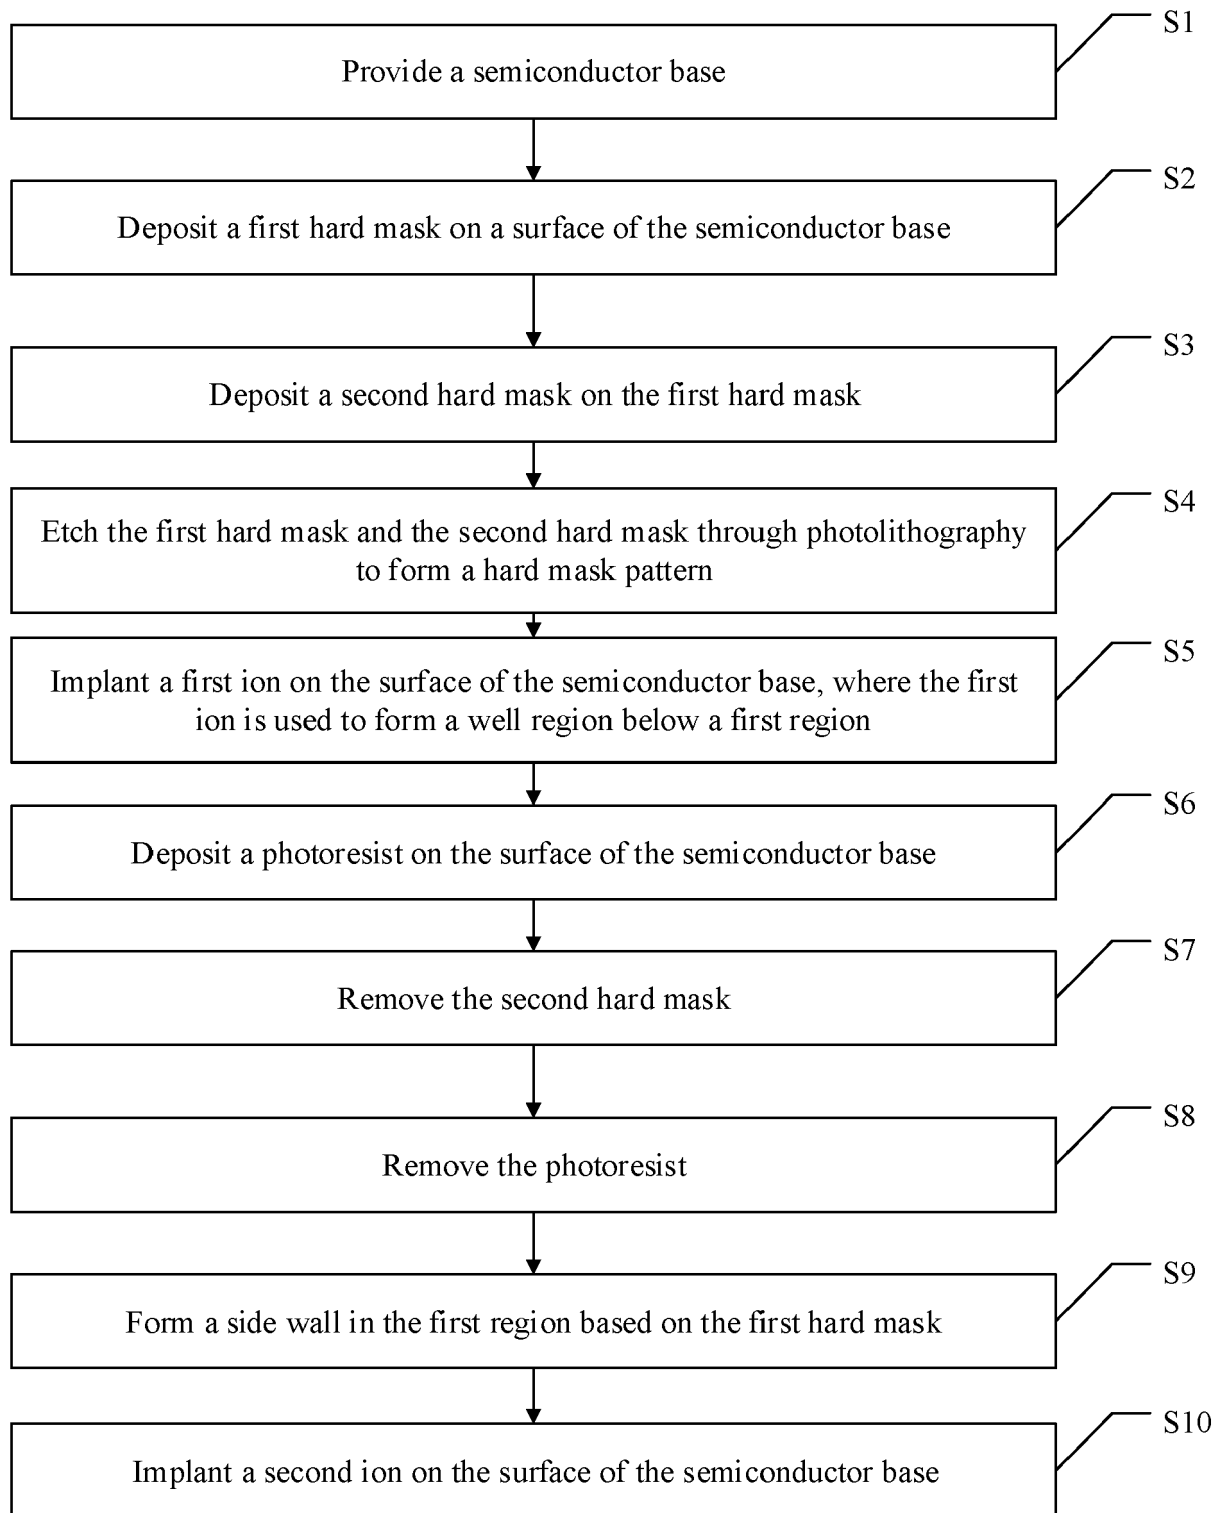 S1
Provide a semiconductor base
S2
Deposit a first hard mask on a surface of the semiconductor base
S3
Deposit a second hard mask on the first hard mask
S4
Etch the first hard mask and the second hard mask through photolithography
to form a hard mask pattern
S5
Implant a first ion on the surface of the semiconductor base, where the first
ion is used to form a well region below a first region
S6
Deposit a photoresist on the surface of the semiconductor base
S7
Remove the second hard mask
S8
Remove the photoresist
S9
Form a side wall in the first region based on the first hard mask
S10
Implant a second ion on the surface of the semiconductor base